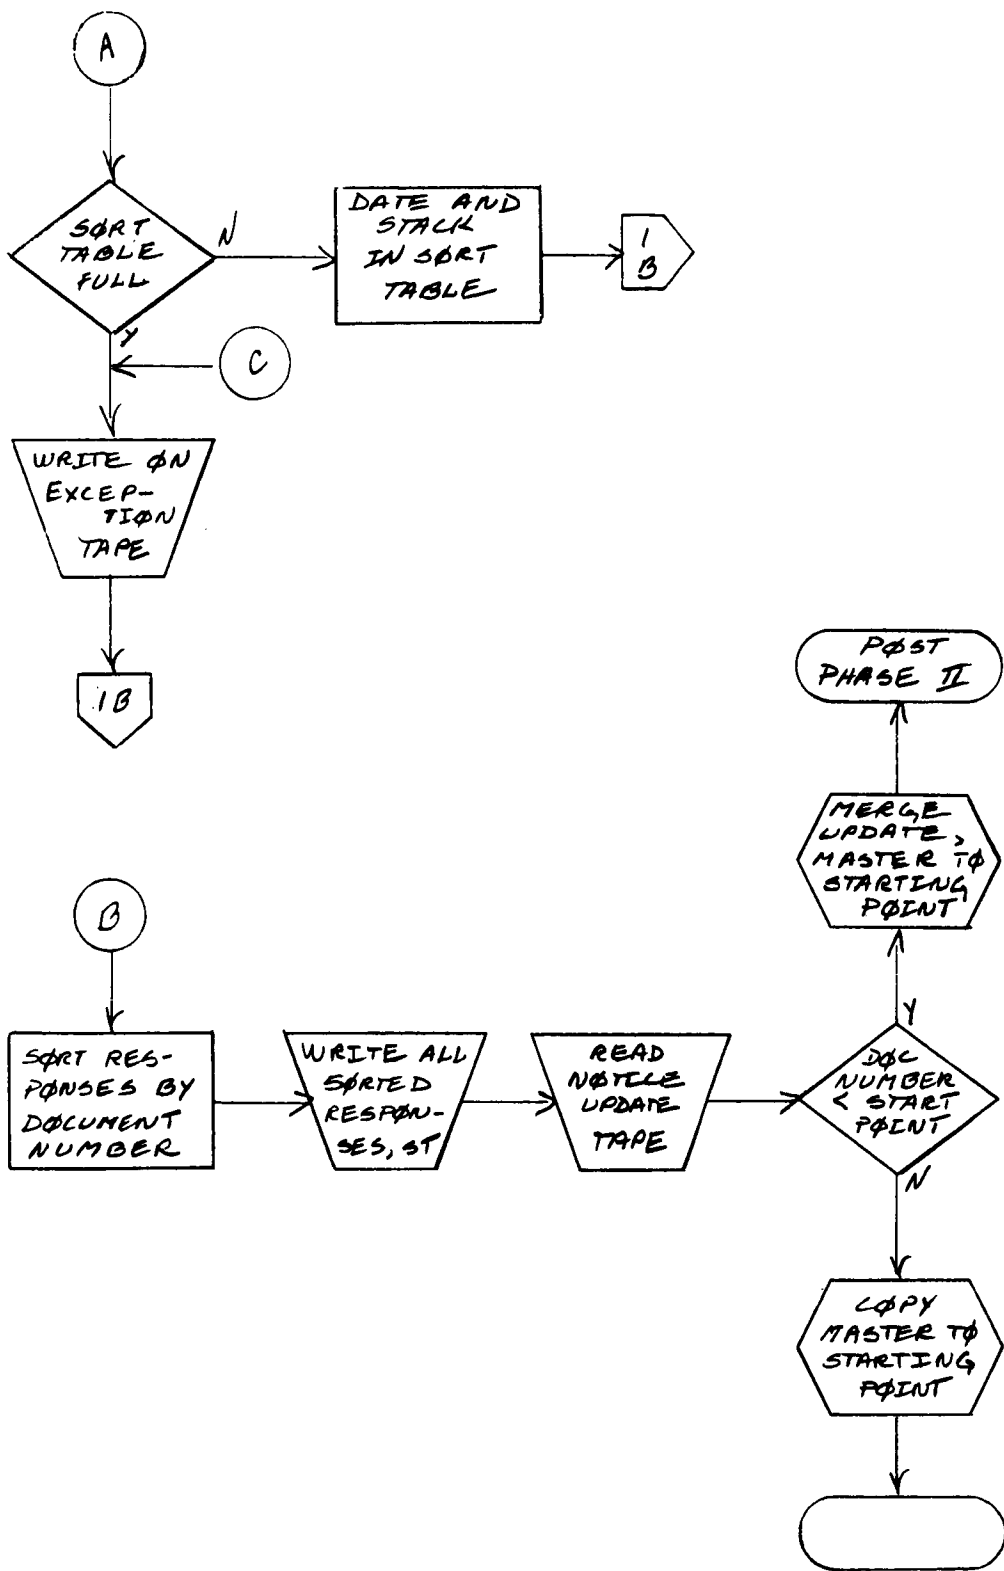 A
SØRT
TABLE
FULL
N
Y
DATE AND
STACK
IN SØRT
TABLE
1
B
C
WRITE ØN
EXCEP-
TIØN
TAPE
1B
PØST
PHASE II
MERGE
UPDATE,
MASTER TØ
STARTING
PØINT
B
SØRT RES-
PØNSES BY
DØCUMENT
NUMBER
WRITE ALL
SØRTED
RESPØN-
SES, ST
READ
NØTICE
UPDATE
TAPE
Y
DØC
NUMBER
< START
PØINT
N
CØPY
MASTER TØ
STARTING
PØINT